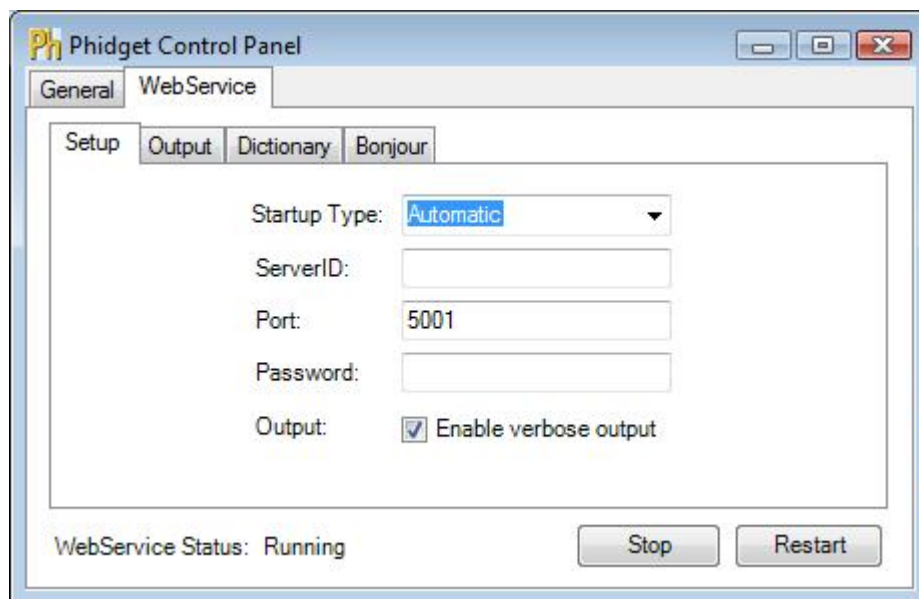 Ph Phidget Control Panel
General WebService
Setup Output Dictionary Bonjour
Startup Type: Automatic
ServerID:
Port: 5001
Password:
Output: Enable verbose output
WebService Status: Running Stop Restart